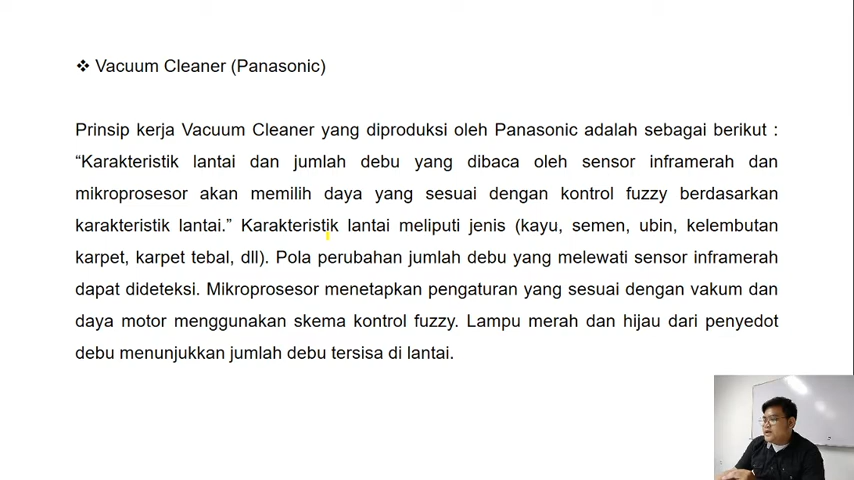 ❖ Vacuum Cleaner (Panasonic)
Prinsip kerja Vacuum Cleaner yang diproduksi oleh Panasonic adalah sebagai berikut :
“Karakteristik lantai dan jumlah debu yang dibaca oleh sensor inframerah dan
mikroprosesor akan memilih daya yang sesuai dengan kontrol fuzzy berdasarkan
karakteristik lantai.” Karakteristik lantai meliputi jenis (kayu, semen, ubin, kelembutan
karpet, karpet tebal, dll). Pola perubahan jumlah debu yang melewati sensor inframerah
dapat dideteksi. Mikroprosesor menetapkan pengaturan yang sesuai dengan vakum dan
daya motor menggunakan skema kontrol fuzzy. Lampu merah dan hijau dari penyedot
debu menunjukkan jumlah debu tersisa di lantai.